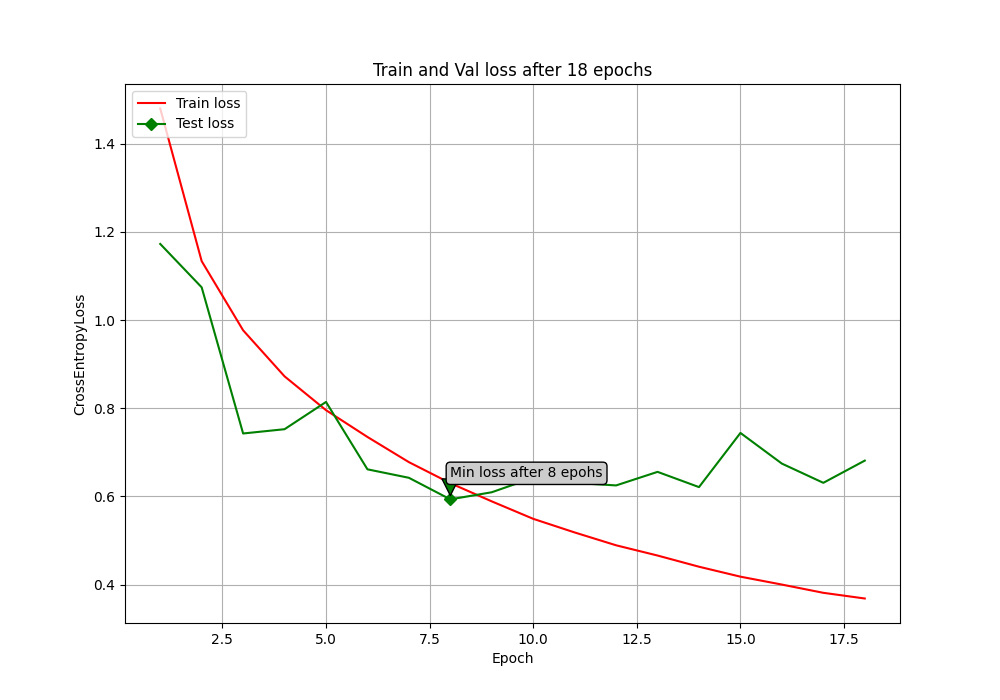 Train and Val loss after 18 epochs
Train loss
Test loss
1.4
1.2
1.0
0.8
0.6
0.4
CrossEntropyLoss
Min loss after 8 epohs
2.5
5.0
7.5
10.0
12.5
15.0
17.5
Epoch